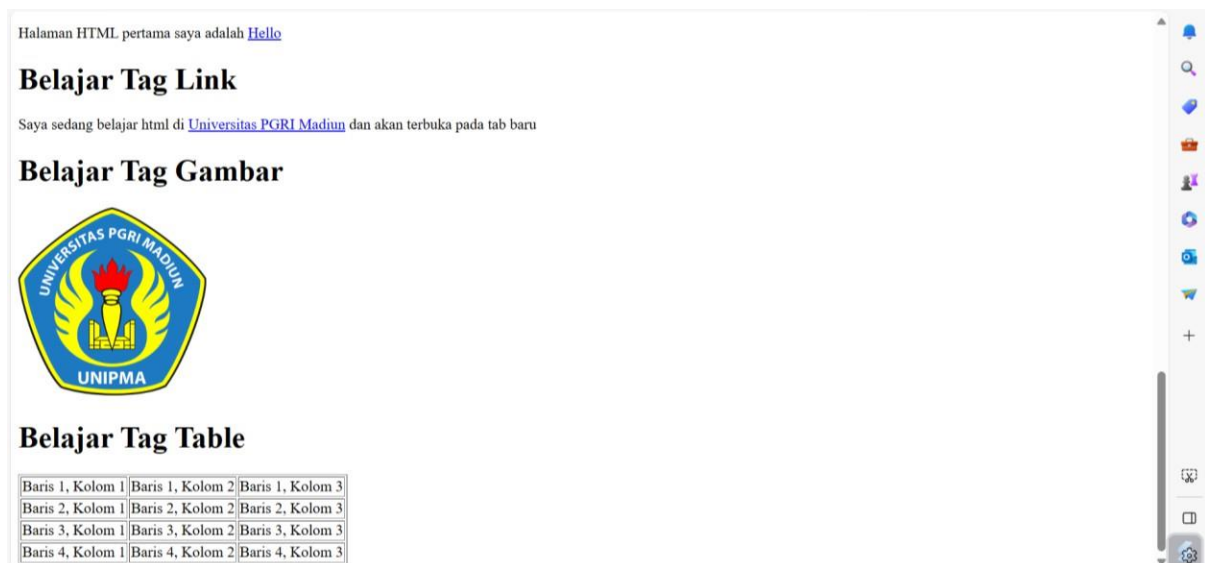 Halaman HTML pertama saya adalah Hello
Belajar Tag Link
Saya sedang belajar html di Universitas PGRI Madiun dan akan terbuka pada tab baru
Belajar Tag Gambar
UNIVERSITAS PGRI MADIUN
UNIPMA
Belajar Tag Table
Baris 1, Kolom 1 Baris 1, Kolom 2 Baris 1, Kolom 3
Baris 2, Kolom 1 Baris 2, Kolom 2 Baris 2, Kolom 3
Baris 3, Kolom 1 Baris 3, Kolom 2 Baris 3, Kolom 3
Baris 4, Kolom 1 Baris 4, Kolom 2 Baris 4, Kolom 3